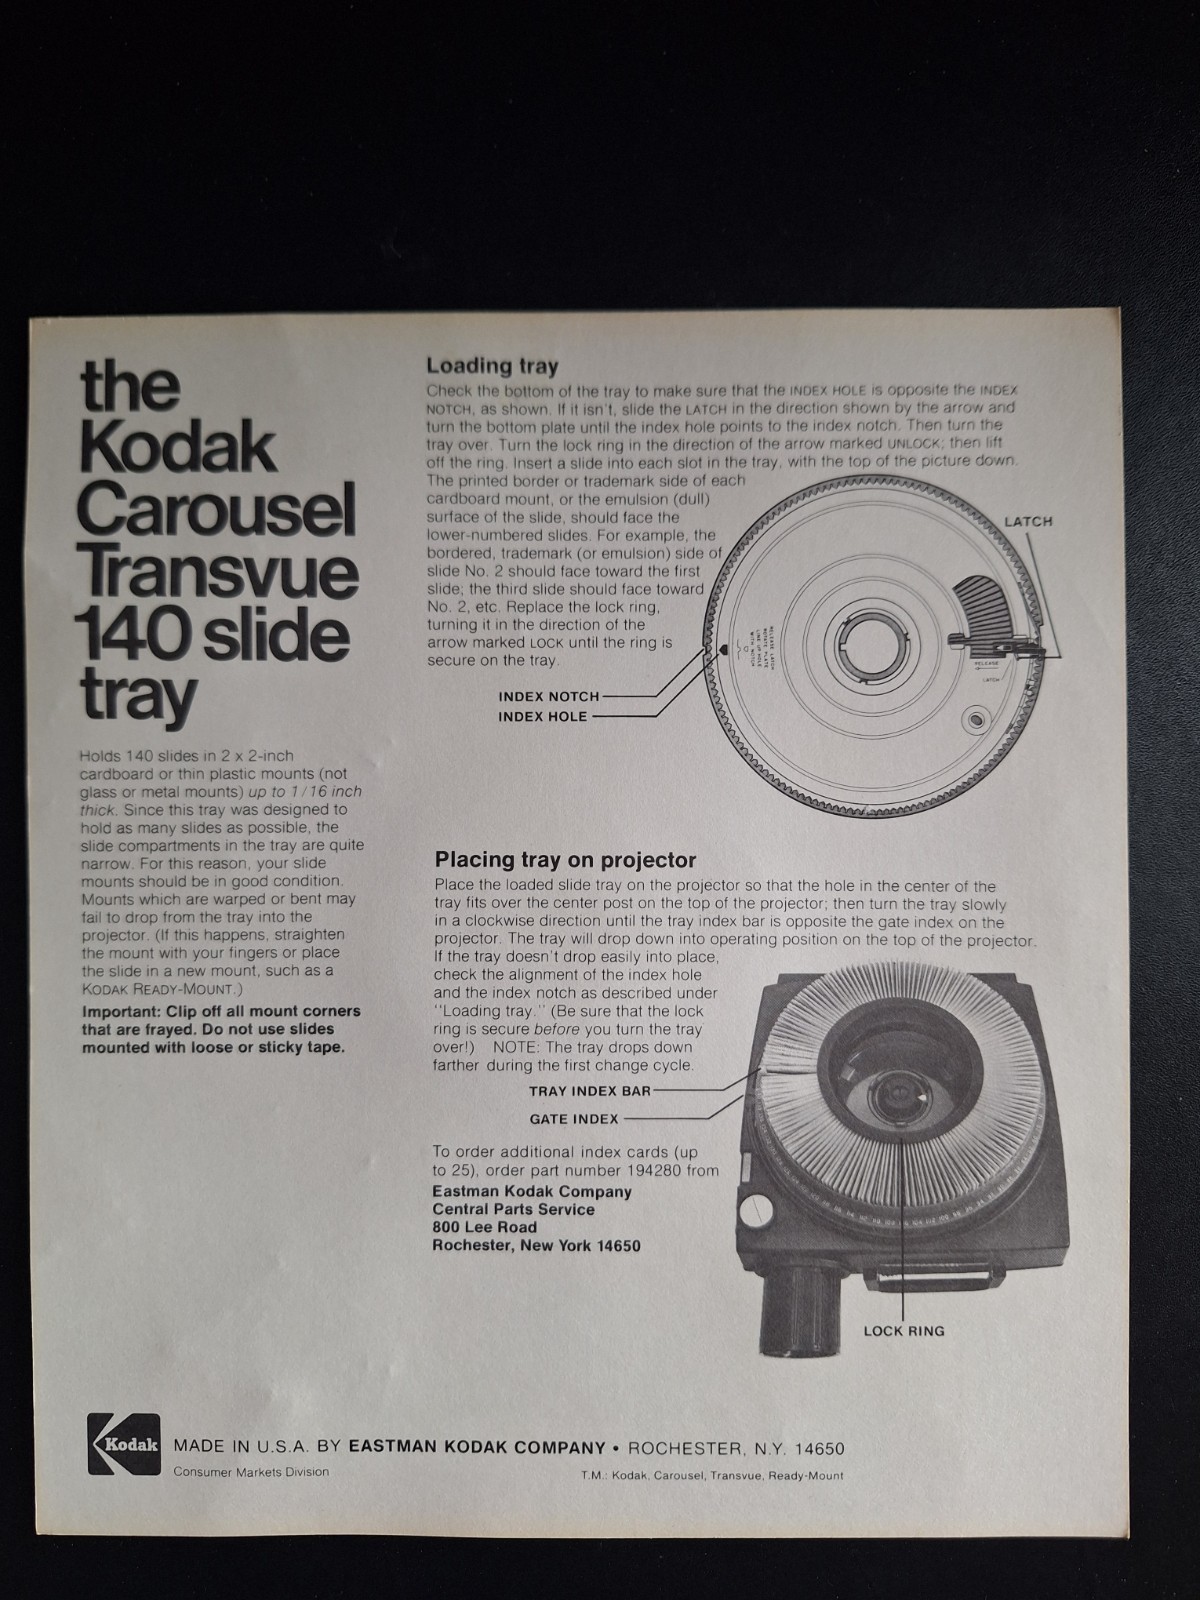 the
Kodak
Carousel
Transvue
140 slide
tray
Holds 140 slides in 2 x 2-inch
cardboard or thin plastic mounts (not
glass or metal mounts) up to 1/16 inch
thick. Since this tray was designed to
hold as many slides as possible, the
slide compartments in the tray are quite
narrow. For this reason, your slide
mounts should be in good condition.
Mounts which are warped or bent may
fail to drop from the tray into the
projector. (If this happens, straighten
the mount with your fingers or place
the slide in a new mount, such as a
KODAK READY-MOUNT.)
Important: Clip off all mount corners
that are frayed. Do not use slides
mounted with loose or sticky tape.
Loading tray
Check the bottom of the tray to make sure that the INDEX HOLE is opposite the INDEX
NOTCH, as shown. If it isn't, slide the LATCH in the direction shown by the arrow and
turn the bottom plate until the index hole points to the index notch. Then turn the
tray over. Turn the lock ring in the direction of the arrow marked UNLOCK; then lift
off the ring. Insert a slide into each slot in the tray, with the top of the picture down.
The printed border or trademark side of each
cardboard mount, or the emulsion (dull)
surface of the slide, should face the
lower-numbered slides. For example, the
bordered, trademark (or emulsion) side of
slide No. 2 should face toward the first
slide; the third slide should face toward
No. 2, etc. Replace the lock ring,
turning it in the direction of the
arrow marked LOCK until the ring is
secure on the tray.
LATCH
RELEASE LATCH
ROTATE PLATE
LINE UP HOLE
WITH NOTCH
RELEASE
LATCH
INDEX NOTCH
INDEX HOLE
Placing tray on projector
Place the loaded slide tray on the projector so that the hole in the center of the
tray fits over the center post on the top of the projector; then turn the tray slowly
in a clockwise direction until the tray index bar is opposite the gate index on the
projector. The tray will drop down into operating position on the top of the projector.
If the tray doesn't drop easily into place,
check the alignment of the index hole
and the index notch as described under
"Loading tray." (Be sure that the lock
ring is secure before you turn the tray
over!) NOTE: The tray drops down
farther during the first change cycle.
TRAY INDEX BAR
GATE INDEX
LOCK RING
To order additional index cards (up
to 25), order part number 194280 from
Eastman Kodak Company
Central Parts Service
800 Lee Road
Rochester, New York 14650
Kodak
MADE IN U.S.A. BY EASTMAN KODAK COMPANY • ROCHESTER, N.Y. 14650
Consumer Markets Division
T.M.: Kodak, Carousel, Transvue, Ready-Mount